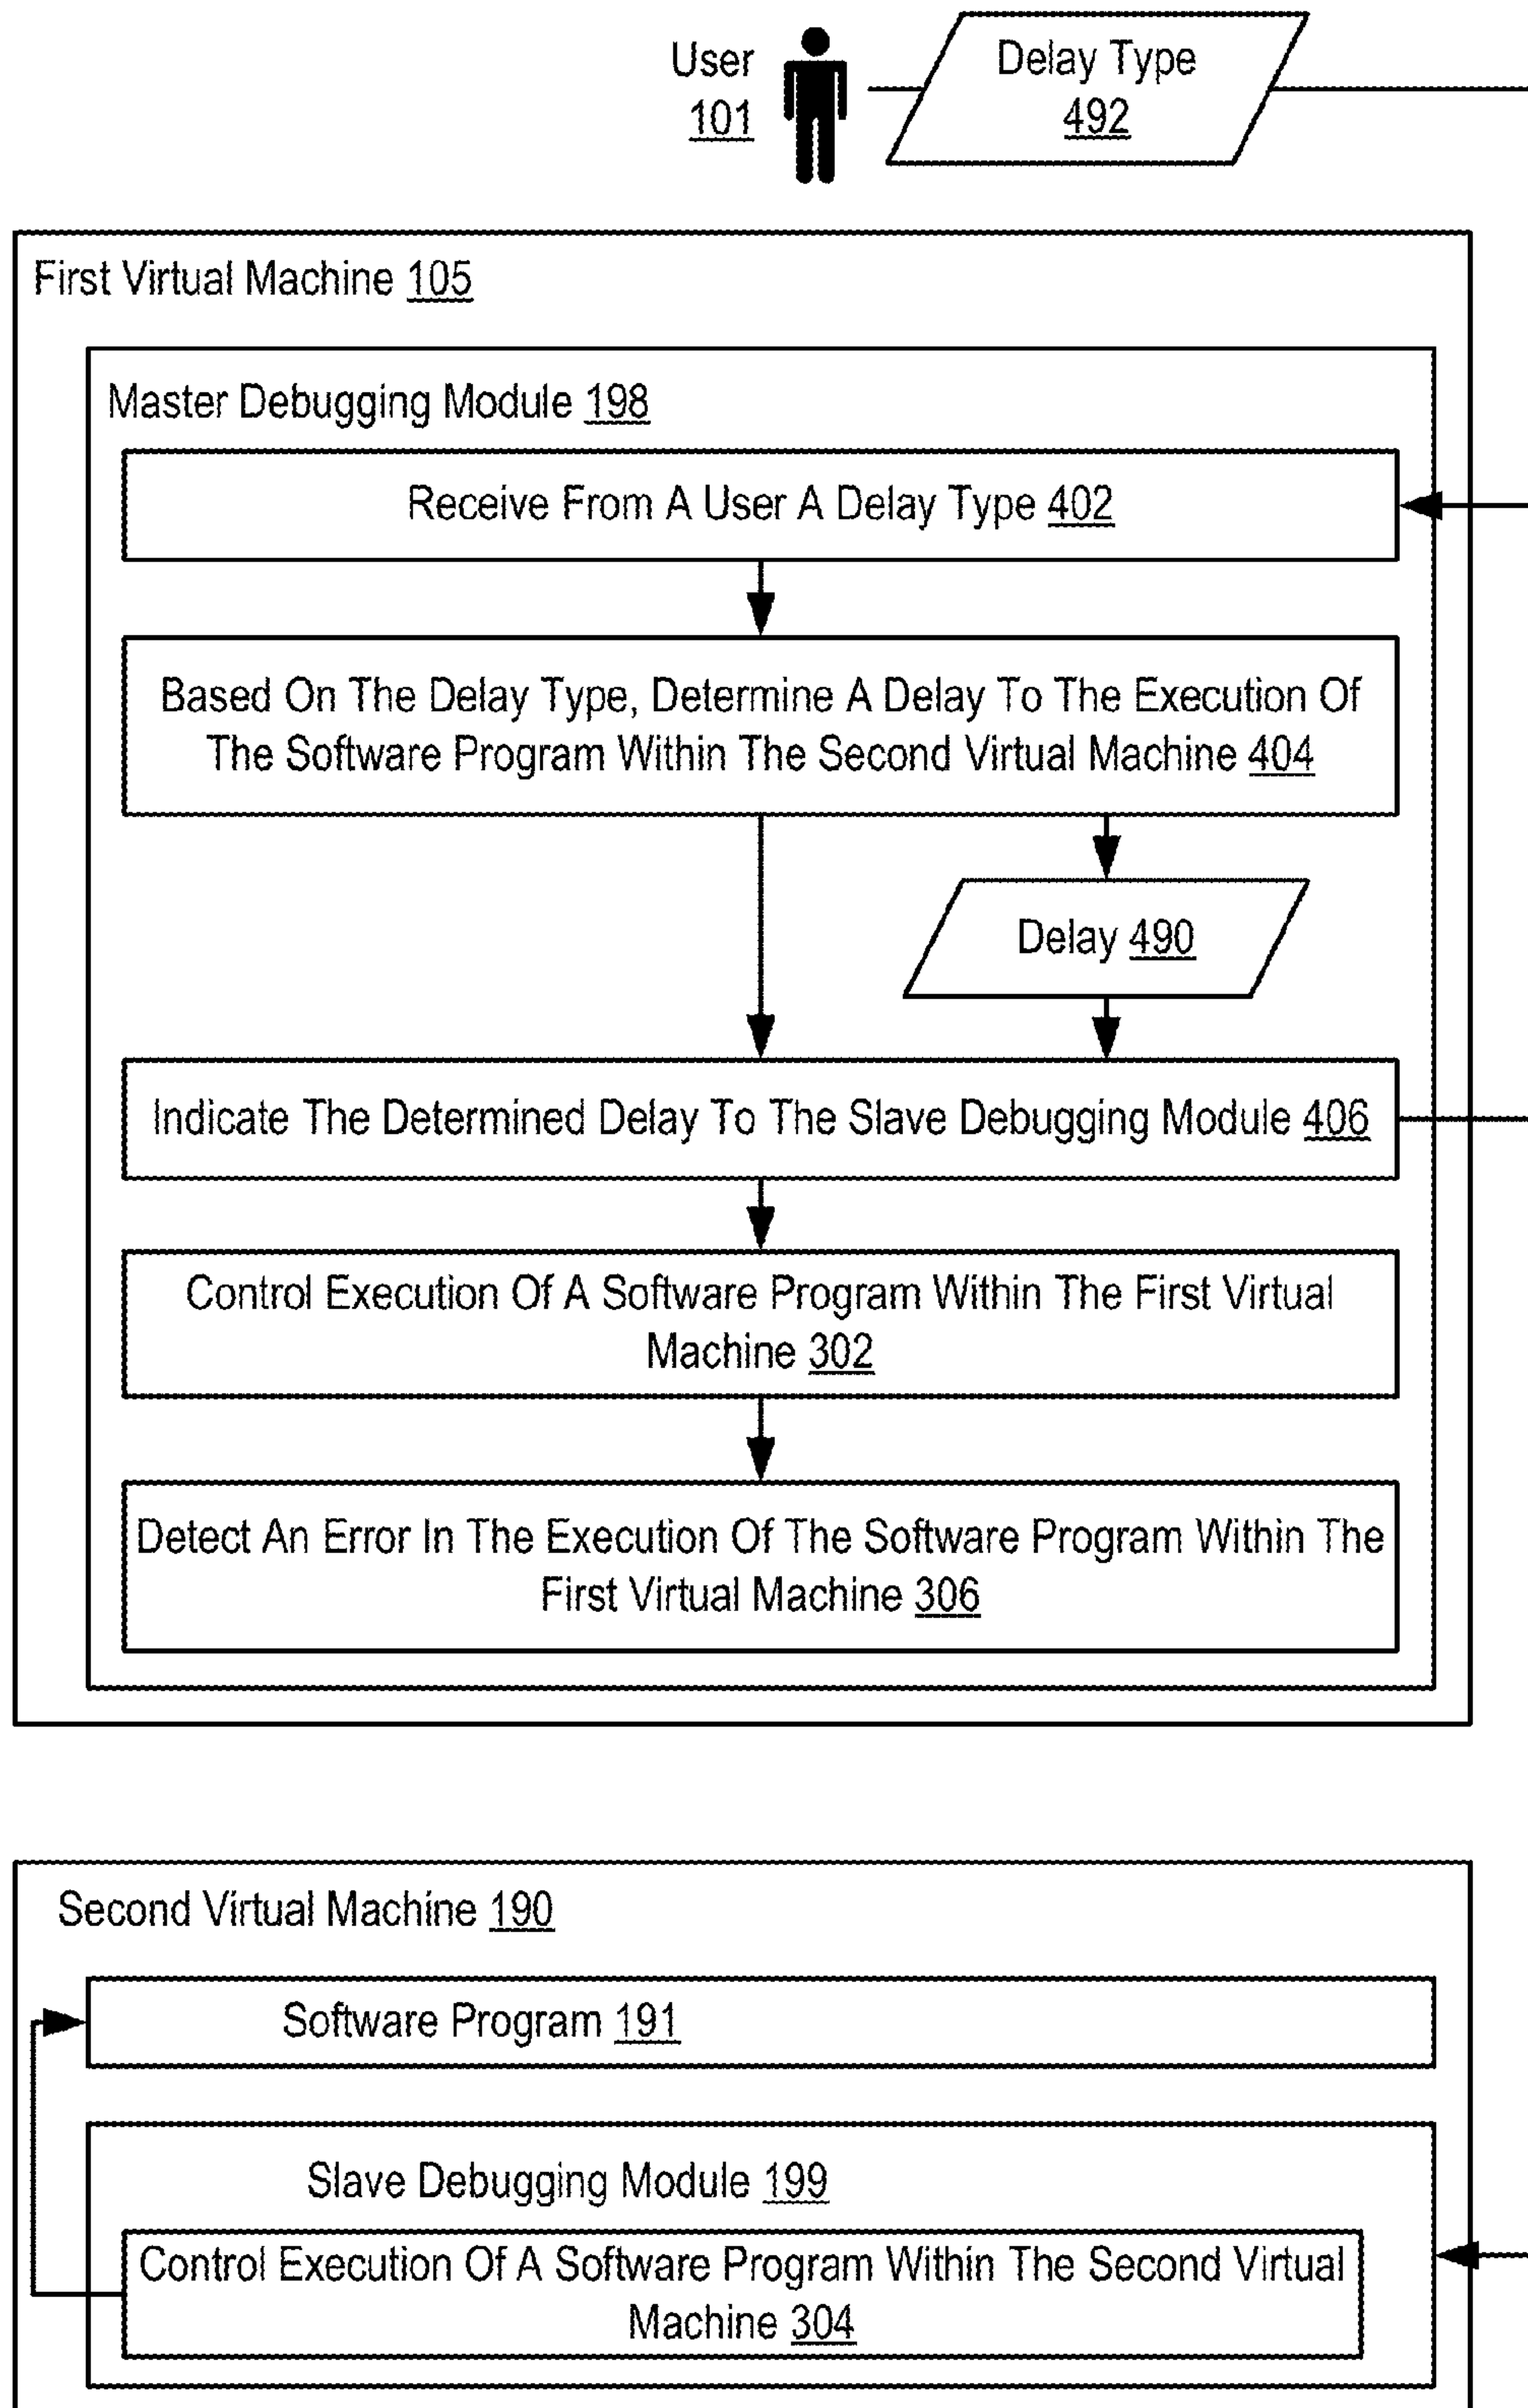 User
101
Delay Type
492
First Virtual Machine 105
Master Debugging Module 198
Receive From A User A Delay Type 402
Based On The Delay Type, Determine A Delay To The Execution Of
The Software Program Within The Second Virtual Machine 404
Delay 490
Indicate The Determined Delay To The Slave Debugging Module 406
Control Execution Of A Software Program Within The First Virtual
Machine 302
Detect An Error In The Execution Of The Software Program Within The
First Virtual Machine 306
Second Virtual Machine 190
Software Program 191
Slave Debugging Module 199
Control Execution Of A Software Program Within The Second Virtual
Machine 304